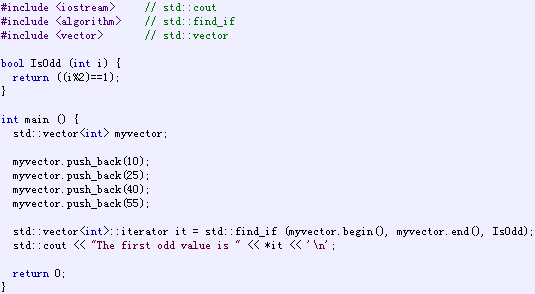 #include <iostream>     // std::cout
#include <algorithm>    // std::find_if
#include <vector>       // std::vector

bool IsOdd (int i) {
  return ((i%2)==1);
}

int main () {
  std::vector<int> myvector;

  myvector.push_back(10);
  myvector.push_back(25);
  myvector.push_back(40);
  myvector.push_back(55);

  std::vector<int>::iterator it = std::find_if (myvector.begin(), myvector.end(), IsOdd);
  std::cout << "The first odd value is " << *it << '\n';

  return 0;
}